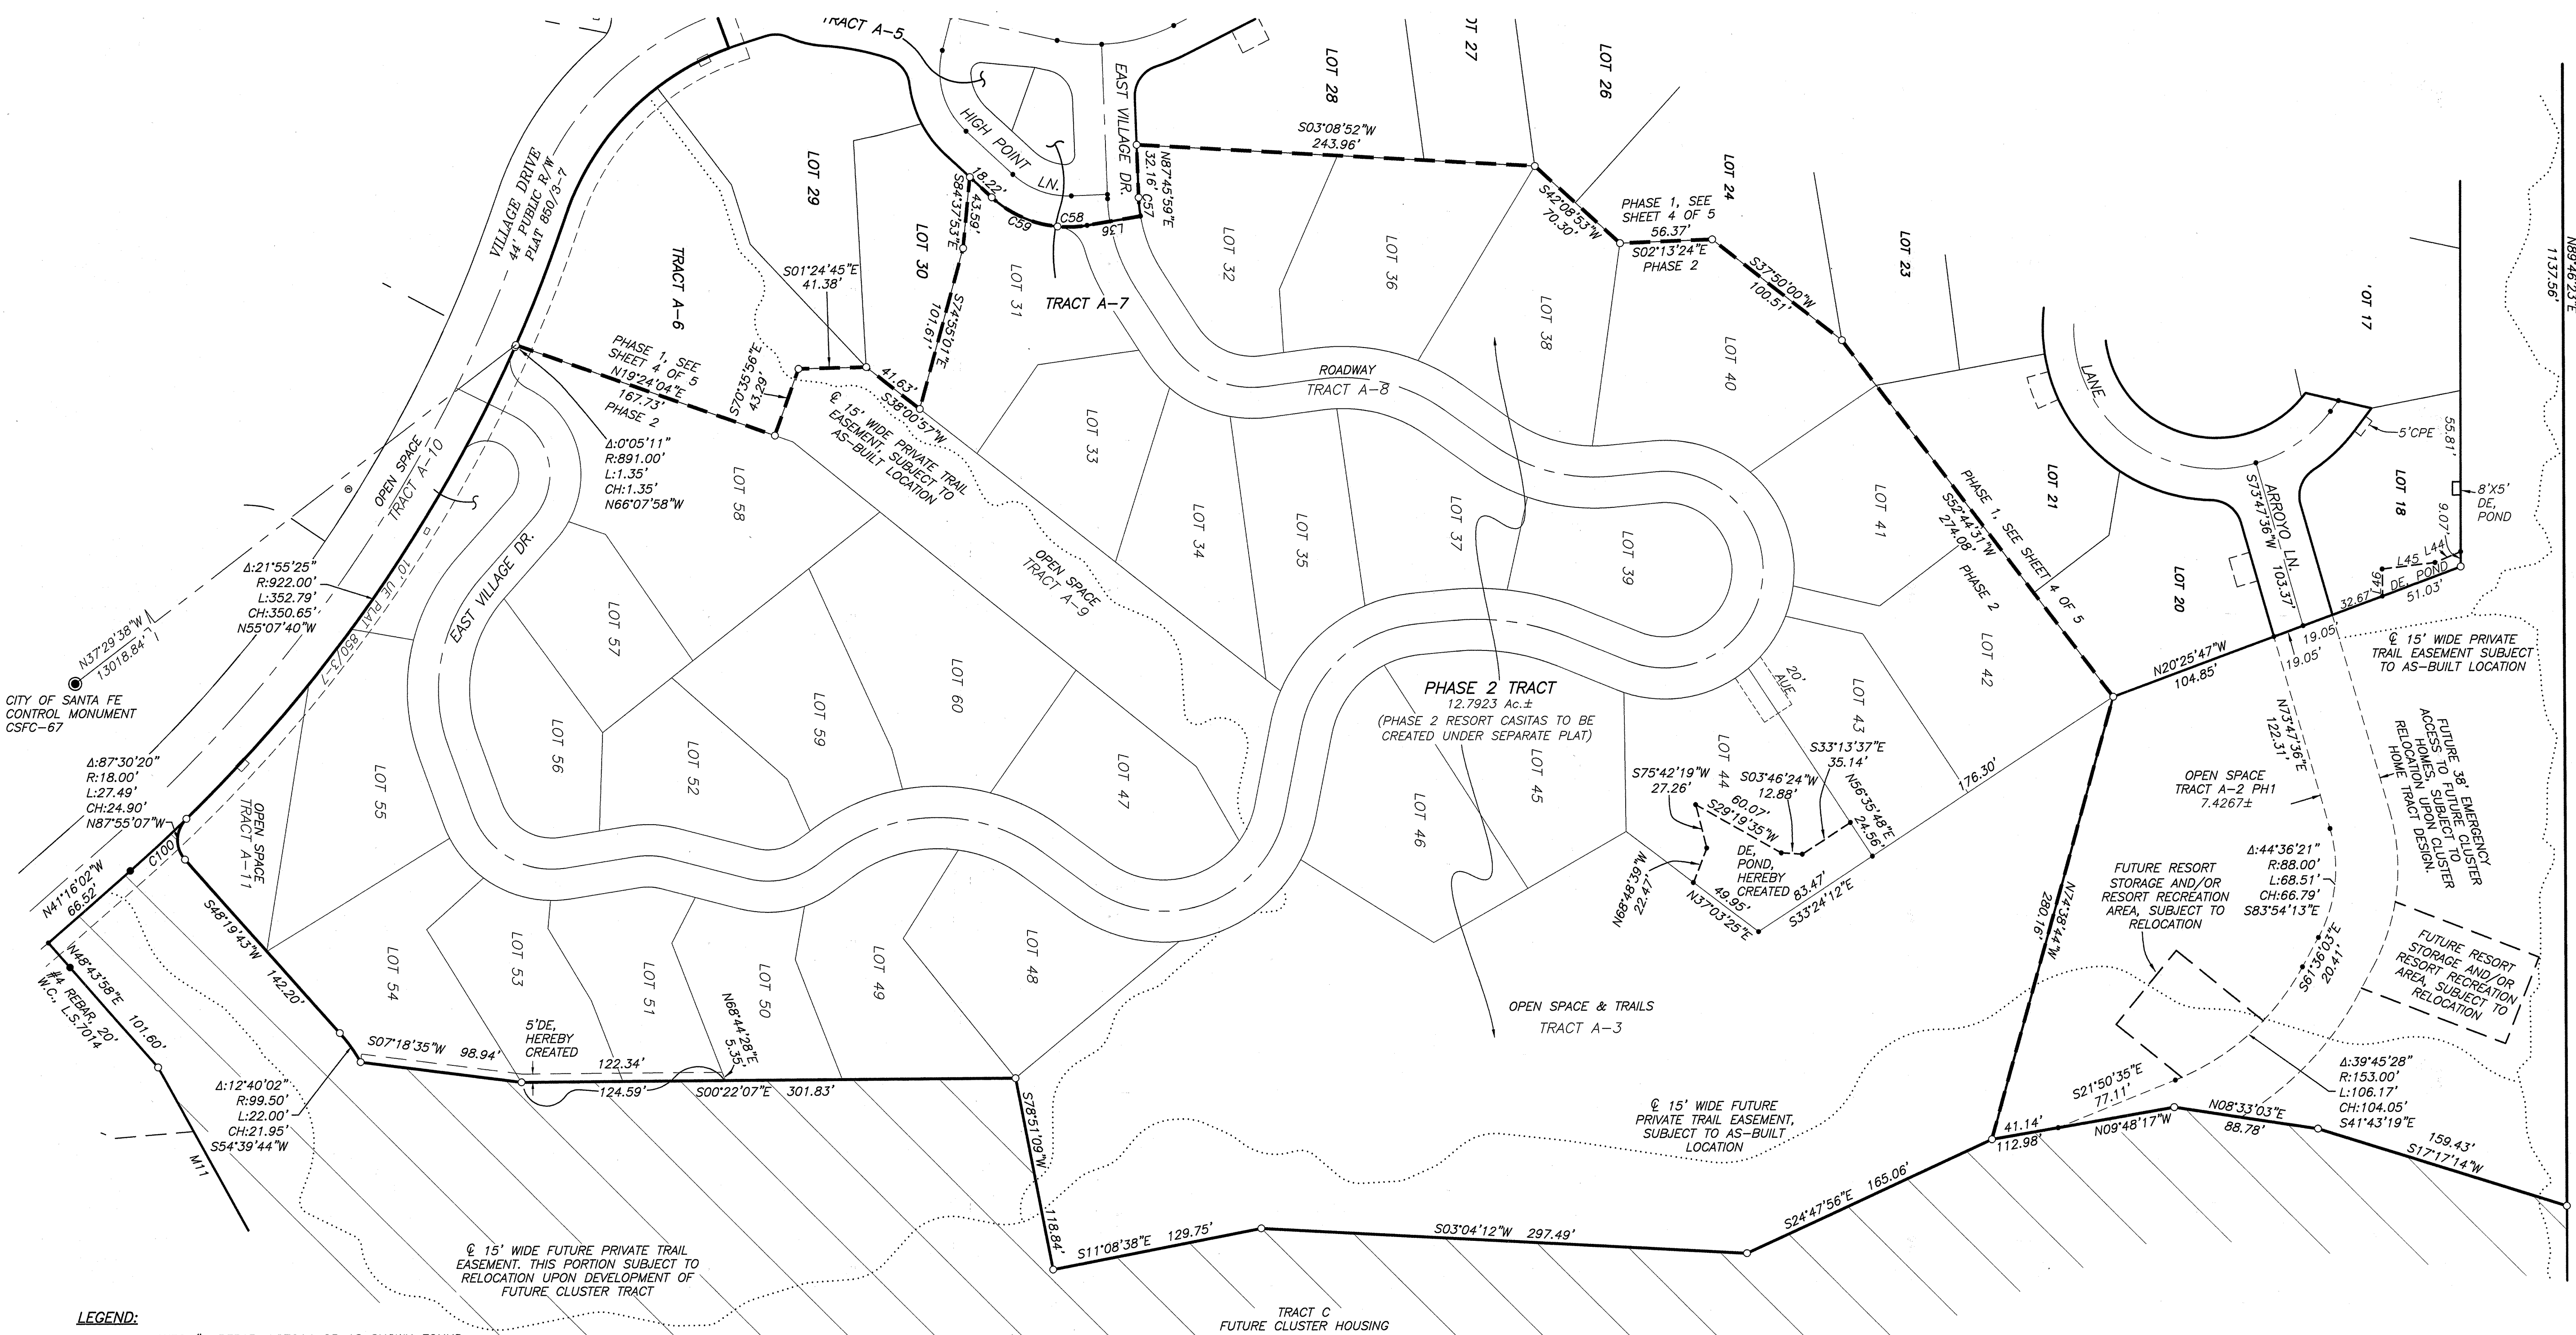 TRACT A-5
EAST VILLAGE DR.
HIGH POINT
LN.
LOT 28
OT 27
LOT 26
LOT 24
LOT 23
OT 17
N89°46'23"E
1137.56'
VILLAGE DRIVE
44' PUBLIC R/W
PLAT 850/3-7
LOT 29
TRACT A-6
LOT 30
LOT 31
S84°37'53"E
43.59'
18.22'
C59
C58
L36
C57
N87°45'59"E
32.16'
S03°08'52"W
243.96'
S42°08'53"W
70.30'
PHASE 1, SEE
SHEET 4 OF 5
56.37'
S02°13'24"E
PHASE 2
S37°50'00"W
100.51'
S01°24'45"E
41.38'
S74°55'01"E
101.61'
TRACT A-7
LOT 32
LOT 36
LOT 38
LOT 40
PHASE 1, SEE
SHEET 4 OF 5
N19°24'04"E
167.73'
PHASE 2
S70°35'56"E
43.29'
41.63'
S38°00'57"W
℄ 15' WIDE PRIVATE TRAIL
EASEMENT, SUBJECT TO
AS-BUILT LOCATION
ROADWAY
TRACT A-8
LANE
5'CPE
55.81'
8'X5'
DE,
POND
9.07'
LOT 18
OPEN SPACE
TRACT A-10
Δ:0°05'11"
R:891.00'
L:1.35'
CH:1.35'
N66°07'58"W
LOT 58
LOT 33
LOT 34
LOT 35
LOT 37
LOT 39
LOT 41
LOT 21
PHASE 1, SEE SHEET 4 OF 5
S52°44'31"W
274.08'
PHASE 2
ARROYO LN.
S73°47'36"W
103.37'
L44
L45
L46
DE, POND
32.67'
51.03'
LOT 20
19.05'
19.05'
N20°25'47"W
104.85'
℄ 15' WIDE PRIVATE
TRAIL EASEMENT SUBJECT
TO AS-BUILT LOCATION
Δ:21°55'25"
R:922.00'
L:352.79'
CH:350.65'
N55°07'40"W
10' UE PLAT 850/3-7
EAST VILLAGE DR.
OPEN SPACE
TRACT A-9
LOT 57
LOT 60
LOT 59
LOT 56
LOT 52
LOT 47
LOT 55
N37°29'38"W
13018.84'
CITY OF SANTA FE
CONTROL MONUMENT
CSFC-67
PHASE 2 TRACT
12.7923 Ac.±
(PHASE 2 RESORT CASITAS TO BE
CREATED UNDER SEPARATE PLAT)
20'
AUE
LOT 43
LOT 42
LOT 44
LOT 45
LOT 46
S33°13'37"E
35.14'
S75°42'19"W
27.26'
S03°46'24"W
12.88'
60.07'
S29°19'35"W
N56°35'48"E
24.56'
176.30'
DE,
POND,
HEREBY
CREATED
N68°48'39"W
22.47'
49.95'
N37°03'25"E
83.47'
S33°24'12"E
N73°47'36"E
122.31'
OPEN SPACE
TRACT A-2 PH1
7.4267±
FUTURE 38' EMERGENCY
ACCESS TO FUTURE CLUSTER
HOMES, SUBJECT TO
RELOCATION UPON CLUSTER
HOME TRACT DESIGN.
Δ:44°36'21"
R:88.00'
L:68.51'
CH:66.79'
S83°54'13"E
FUTURE RESORT
STORAGE AND/OR
RESORT RECREATION
AREA, SUBJECT TO
RELOCATION
FUTURE RESORT
STORAGE AND/OR
RESORT RECREATION
AREA, SUBJECT TO
RELOCATION
S61°36'03"E
20.41'
N74°38'44"W
280.16'
Δ:87°30'20"
R:18.00'
L:27.49'
CH:24.90'
N87°55'07"W
C100
OPEN SPACE
TRACT A-11
N41°16'02"W
66.52'
N48°43'58"E
101.60'
#4 REBAR, 20'
W.C., L.S.7014
S48°19'43"W
142.20'
LOT 54
LOT 53
LOT 51
LOT 50
LOT 49
LOT 48
N68°44'28"E
5.35'
5'DE,
HEREBY
CREATED
S07°18'35"W 98.94'
122.34'
124.59'
S00°22'07"E 301.83'
Δ:12°40'02"
R:99.50'
L:22.00'
CH:21.95'
S54°39'44"W
M11
OPEN SPACE & TRAILS
TRACT A-3
℄ 15' WIDE FUTURE
PRIVATE TRAIL EASEMENT,
SUBJECT TO AS-BUILT
LOCATION
S78°51'09"W
118.84'
S11°08'38"E 129.75'
S03°04'12"W 297.49'
S24°47'56"E 165.06'
41.14'
112.98'
S21°50'35"E
77.11'
N09°48'17"W
N08°33'03"E
88.78'
Δ:39°45'28"
R:153.00'
L:106.17'
CH:104.05'
S41°43'19"E
159.43'
S17°17'14"W
℄ 15' WIDE FUTURE PRIVATE TRAIL
EASEMENT. THIS PORTION SUBJECT TO
RELOCATION UPON DEVELOPMENT OF
FUTURE CLUSTER TRACT
TRACT C
FUTURE CLUSTER HOUSING
LEGEND: